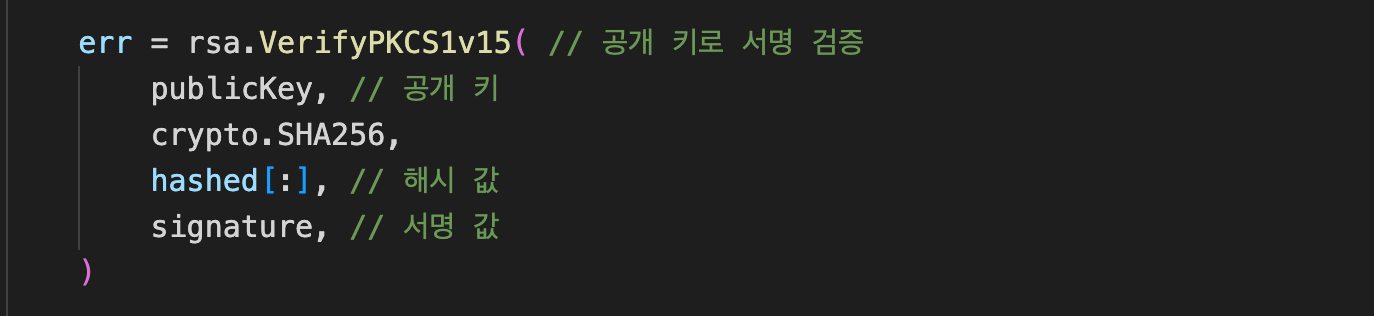 err = rsa.VerifyPKCS1v15( // 공개 키로 서명 검증
    publicKey, // 공개 키
    crypto.SHA256,
    hashed[:], // 해시 값
    signature, // 서명 값
)